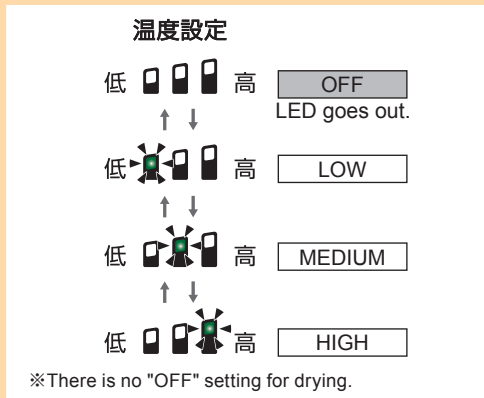 温度設定
低 高 OFF
LED goes out.
低 高 LOW
低 高 MEDIUM
低 高 HIGH
※There is no "OFF" setting for drying.